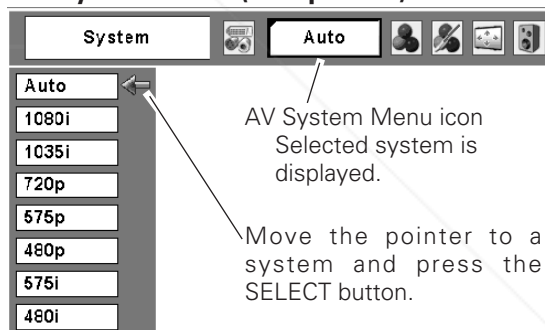 System
Auto
Auto
1080i
1035i
720p
575p
480p
575i
480i
AV System Menu icon
Selected system is
displayed.
Move the pointer to a
system and press the
SELECT button.